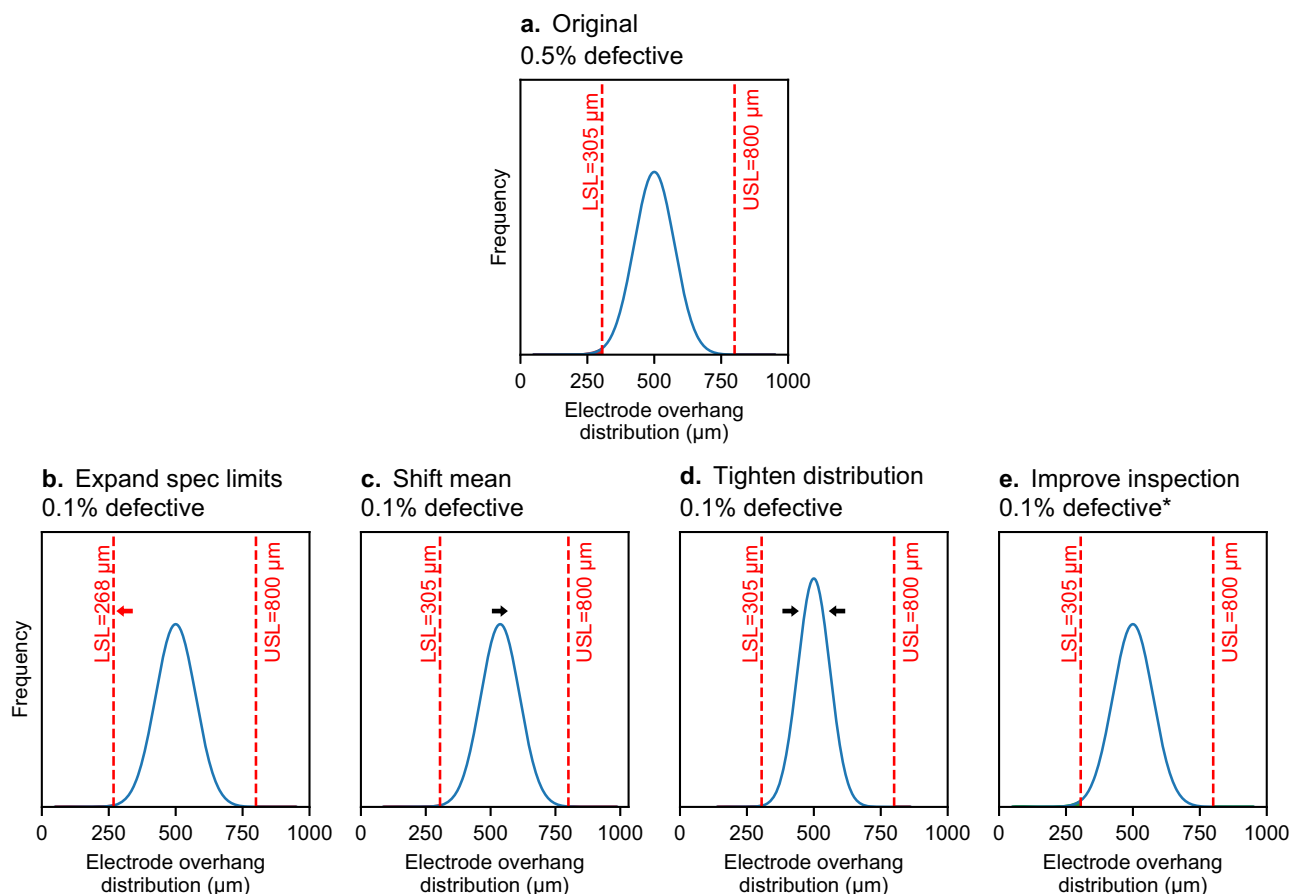 a. Original
0.5% defective
LSL=305 µm
USL=800 µm
Frequency
0 250 500 750 1000
Electrode overhang
distribution (µm)
b. Expand spec limits
0.1% defective
LSL=268 µm
USL=800 µm
Frequency
0 250 500 750 1000
Electrode overhang
distribution (µm)
c. Shift mean
0.1% defective
LSL=305 µm
USL=800 µm
0 250 500 750 1000
Electrode overhang
distribution (µm)
d. Tighten distribution
0.1% defective
LSL=305 µm
USL=800 µm
0 250 500 750 1000
Electrode overhang
distribution (µm)
e. Improve inspection
0.1% defective*
LSL=305 µm
USL=800 µm
0 250 500 750 1000
Electrode overhang
distribution (µm)